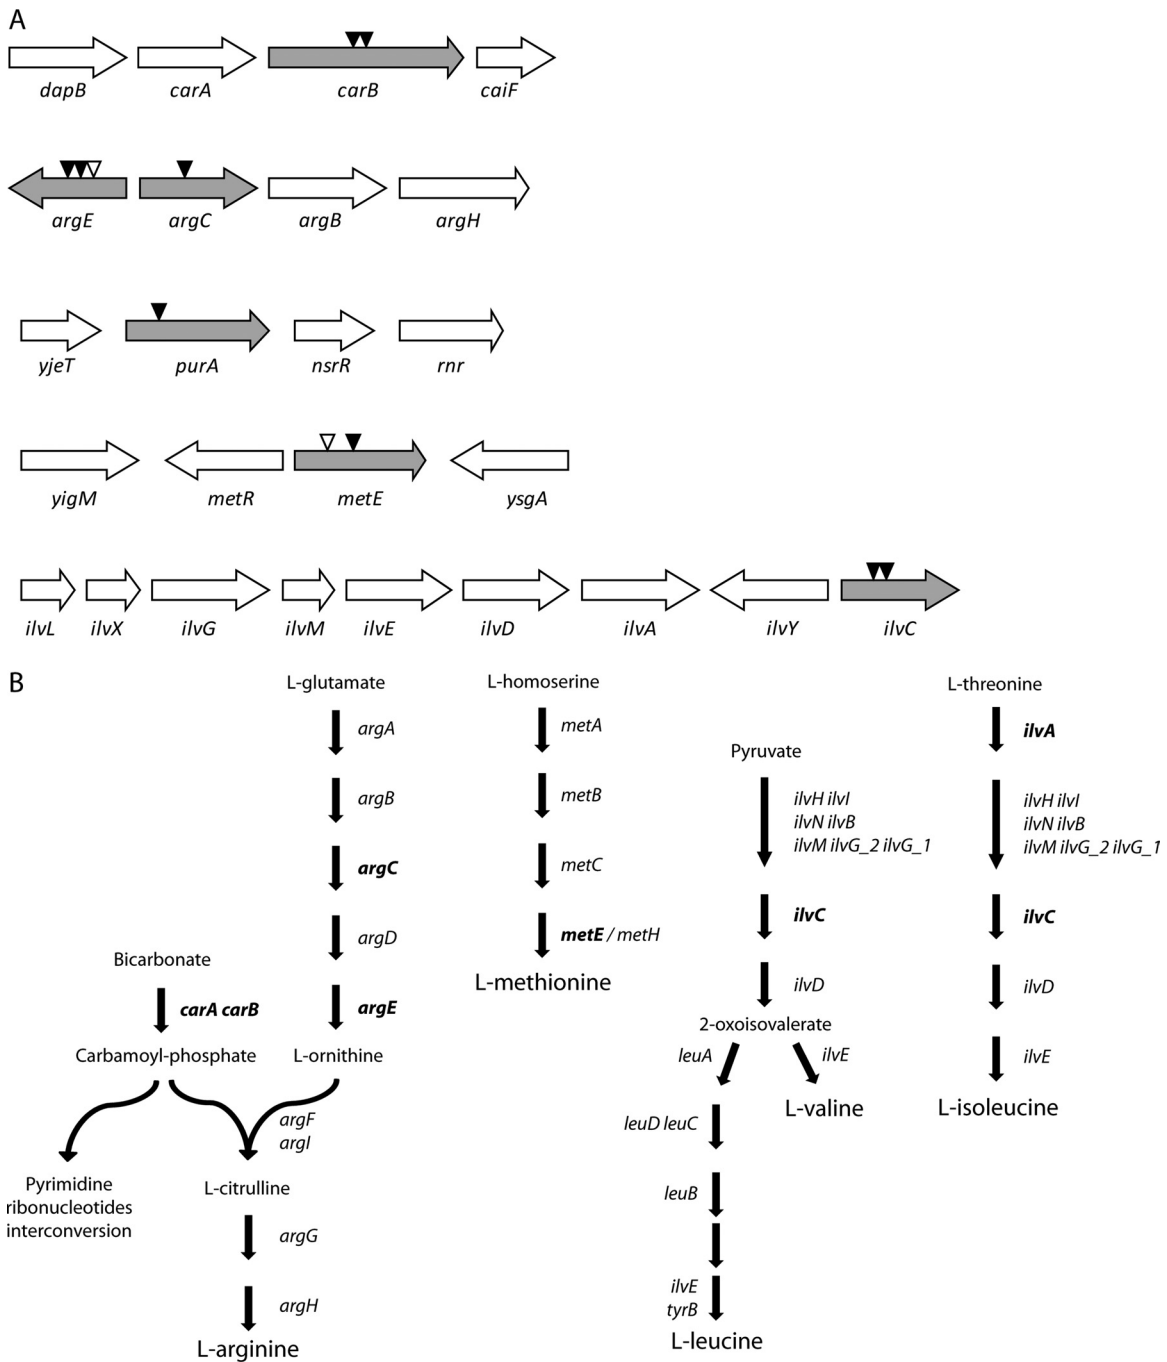 A
dapB carA carB caiF
argE argC argB argH
yjeT purA nsrR rnr
yigM metR metE ysgA
ilvL ilvX ilvG ilvM ilvE ilvD ilvA ilvY ilvC
B
L-glutamate
argA
argB
argC
argD
argE
Bicarbonate
carA carB
Carbamoyl-phosphate
L-ornithine
argF
argI
Pyrimidine
ribonucleotides
interconversion
L-citrulline
argG
argH
L-arginine
L-homoserine
metA
metB
metC
metE / metH
L-methionine
Pyruvate
ilvH ilvI
ilvN ilvB
ilvM ilvG_2 ilvG_1
ilvC
ilvD
2-oxoisovalerate
leuA
ilvE
L-valine
leuD leuC
leuB
ilvE
tyrB
L-leucine
L-threonine
ilvA
ilvH ilvI
ilvN ilvB
ilvM ilvG_2 ilvG_1
ilvC
ilvD
ilvE
L-isoleucine